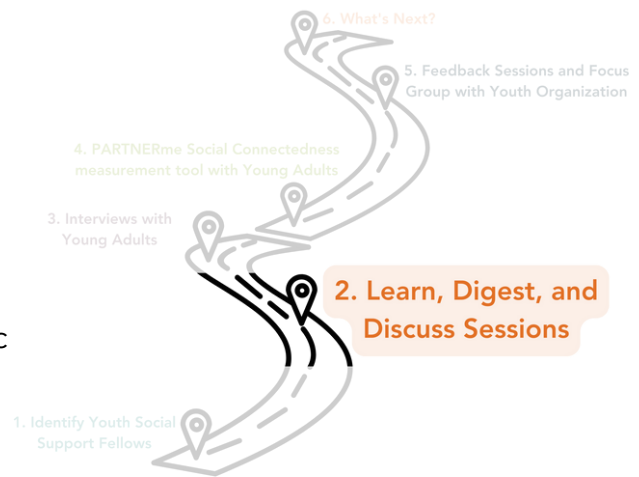 6. What's Next?
5. Feedback Sessions and Focus
Group with Youth Organization
4. PARTNERme Social Connectedness
measurement tool with Young Adults
3. Interviews with
Young Adults
2. Learn, Digest, and
Discuss Sessions
c
1. Identify Youth Social
Support Fellows